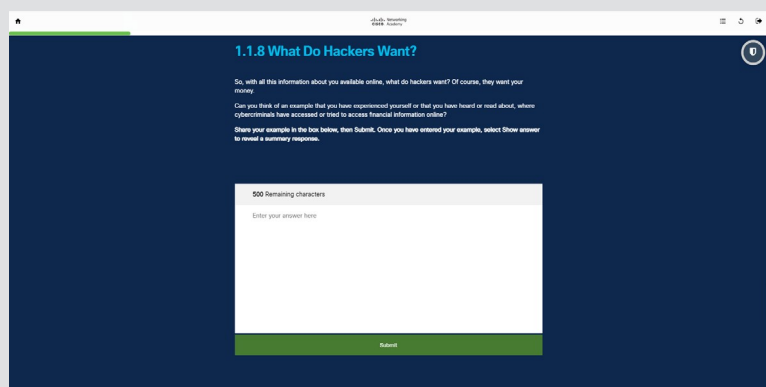 Networking
CISCO Academy
1.1.8 What Do Hackers Want?
So, with all this information about you available online, what do hackers want? Of course, they want your
money.
Can you think of an example that you have experienced yourself or that you have heard or read about, where
cybercriminals have accessed or tried to access financial information online?
Share your example in the box below, then Submit. Once you have entered your example, select Show answer
to reveal a summary response.
500 Remaining characters
Enter your answer here
Submit